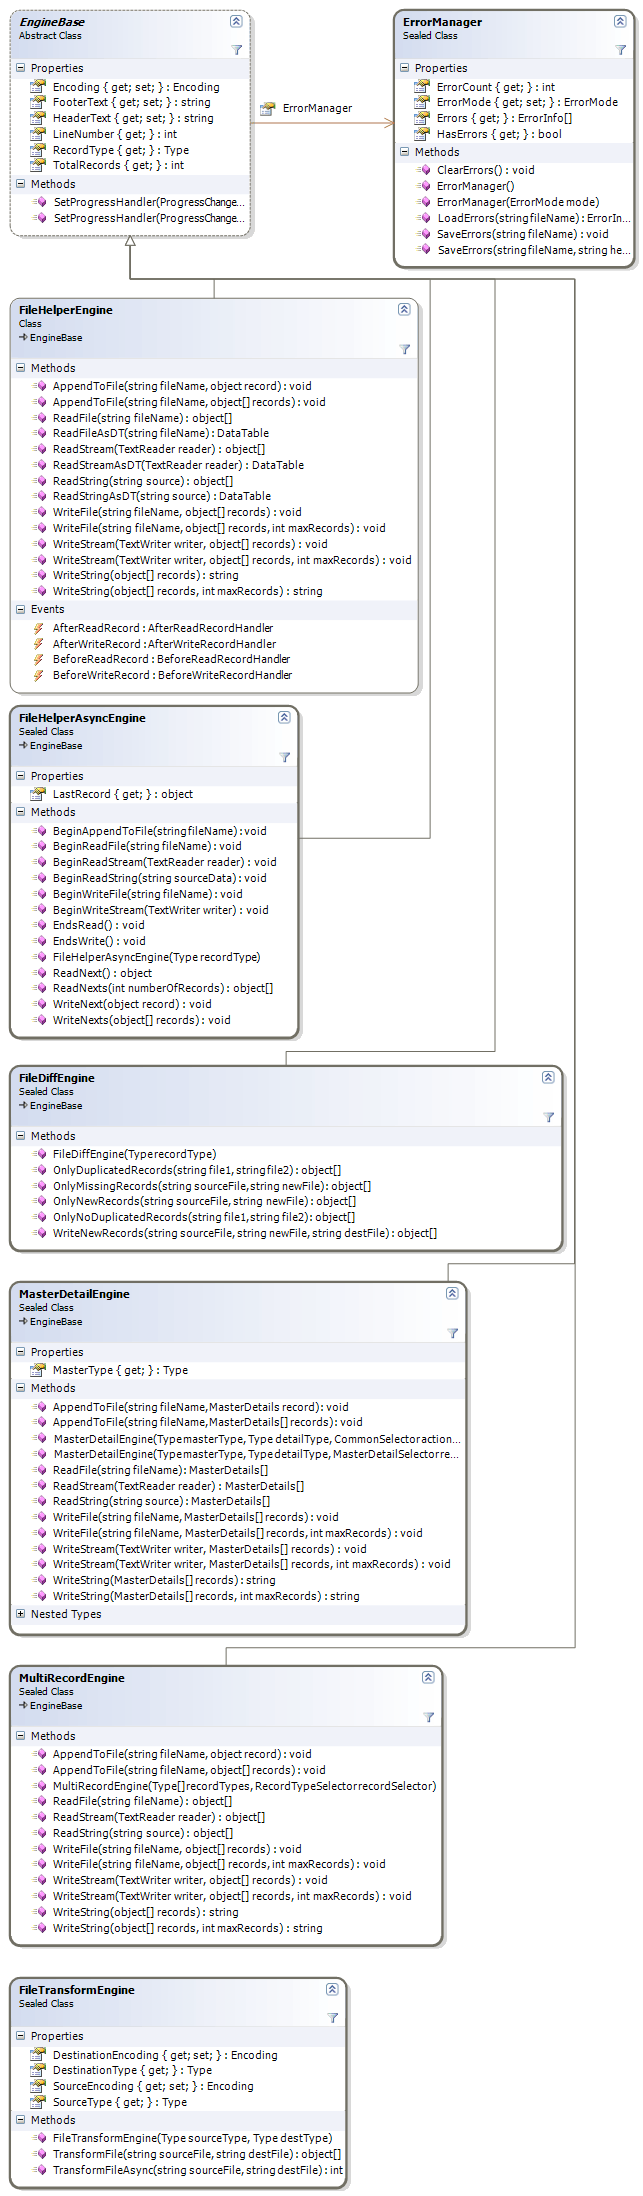 EngineBase
Abstract Class
Properties
Encoding { get; set; } : Encoding
FooterText { get; set; } : string
HeaderText { get; set; } : string
LineNumber { get; } : int
RecordType { get; } : Type
TotalRecords { get; } : int
Methods
SetProgressHandler(ProgressChange...
SetProgressHandler(ProgressChange...
ErrorManager
ErrorManager
Sealed Class
Properties
ErrorCount { get; } : int
ErrorMode { get; set; } : ErrorMode
Errors { get; } : ErrorInfo[]
HasErrors { get; } : bool
Methods
ClearErrors() : void
ErrorManager()
ErrorManager(ErrorMode mode)
LoadErrors(string fileName) : ErrorIn...
SaveErrors(string fileName) : void
SaveErrors(string fileName, string he...
FileHelperEngine
Class
EngineBase
Methods
AppendToFile(string fileName, object record) : void
AppendToFile(string fileName, object[] records) : void
ReadFile(string fileName) : object[]
ReadFileAsDT(string fileName) : DataTable
ReadStream(TextReader reader) : object[]
ReadStreamAsDT(TextReader reader) : DataTable
ReadString(string source) : object[]
ReadStringAsDT(string source) : DataTable
WriteFile(string fileName, object[] records) : void
WriteFile(string fileName, object[] records, int maxRecords) : void
WriteStream(TextWriter writer, object[] records) : void
WriteStream(TextWriter writer, object[] records, int maxRecords) : void
WriteString(object[] records) : string
WriteString(object[] records, int maxRecords) : string
Events
AfterReadRecord : AfterReadRecordHandler
AfterWriteRecord : AfterWriteRecordHandler
BeforeReadRecord : BeforeReadRecordHandler
BeforeWriteRecord : BeforeWriteRecordHandler
FileHelperAsyncEngine
Sealed Class
EngineBase
Properties
LastRecord { get; } : object
Methods
BeginAppendToFile(string fileName) : void
BeginReadFile(string fileName) : void
BeginReadStream(TextReader reader) : void
BeginReadString(string sourceData) : void
BeginWriteFile(string fileName) : void
BeginWriteStream(TextWriter writer) : void
EndsRead() : void
EndsWrite() : void
FileHelperAsyncEngine(Type recordType)
ReadNext() : object
ReadNexts(int numberOfRecords) : object[]
WriteNext(object record) : void
WriteNexts(object[] records) : void
FileDiffEngine
Sealed Class
EngineBase
Methods
FileDiffEngine(Type recordType)
OnlyDuplicatedRecords(string file1, string file2) : object[]
OnlyMissingRecords(string sourceFile, string newFile) : object[]
OnlyNewRecords(string sourceFile, string newFile) : object[]
OnlyNoDuplicatedRecords(string file1, string file2) : object[]
WriteNewRecords(string sourceFile, string newFile, string destFile) : object[]
MasterDetailEngine
Sealed Class
EngineBase
Properties
MasterType { get; } : Type
Methods
AppendToFile(string fileName, MasterDetails record) : void
AppendToFile(string fileName, MasterDetails[] records) : void
MasterDetailEngine(Type masterType, Type detailType, CommonSelector action...
MasterDetailEngine(Type masterType, Type detailType, MasterDetailSelector re...
ReadFile(string fileName) : MasterDetails[]
ReadStream(TextReader reader) : MasterDetails[]
ReadString(string source) : MasterDetails[]
WriteFile(string fileName, MasterDetails[] records) : void
WriteFile(string fileName, MasterDetails[] records, int maxRecords) : void
WriteStream(TextWriter writer, MasterDetails[] records) : void
WriteStream(TextWriter writer, MasterDetails[] records, int maxRecords) : void
WriteString(MasterDetails[] records) : string
WriteString(MasterDetails[] records, int maxRecords) : string
Nested Types
MultiRecordEngine
Sealed Class
EngineBase
Methods
AppendToFile(string fileName, object record) : void
AppendToFile(string fileName, object[] records) : void
MultiRecordEngine(Type[] recordTypes, RecordTypeSelector recordSelector)
ReadFile(string fileName) : object[]
ReadStream(TextReader reader) : object[]
ReadString(string source) : object[]
WriteFile(string fileName, object[] records) : void
WriteFile(string fileName, object[] records, int maxRecords) : void
WriteStream(TextWriter writer, object[] records) : void
WriteStream(TextWriter writer, object[] records, int maxRecords) : void
WriteString(object[] records) : string
WriteString(object[] records, int maxRecords) : string
FileTransformEngine
Sealed Class
Properties
DestinationEncoding { get; set; } : Encoding
DestinationType { get; } : Type
SourceEncoding { get; set; } : Encoding
SourceType { get; } : Type
Methods
FileTransformEngine(Type sourceType, Type destType)
TransformFile(string sourceFile, string destFile) : object[]
TransformFileAsync(string sourceFile, string destFile) : int